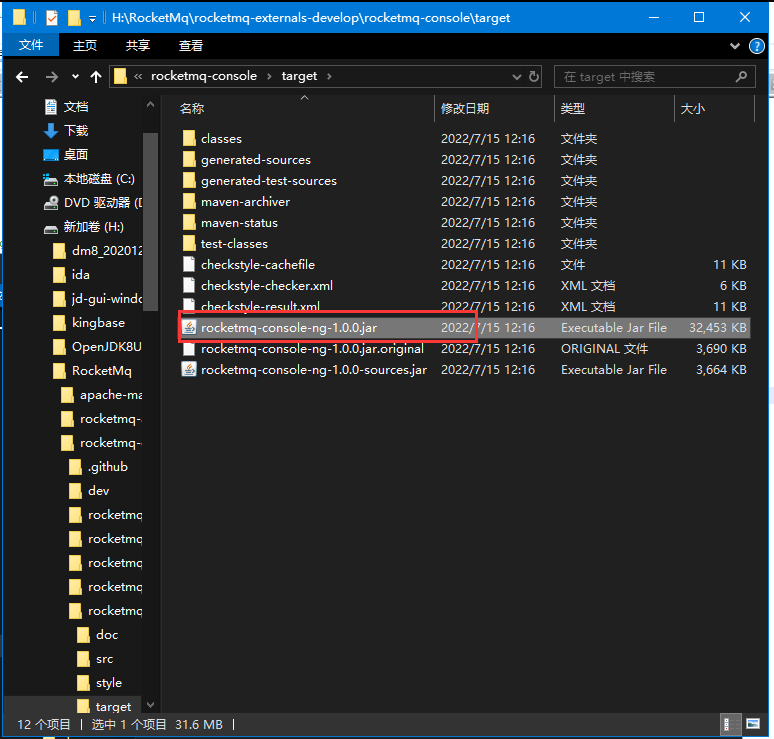 H:\RocketMq\rocketmq-externals-develop\rocketmq-console\target
文件 主页 共享 查看
« rocketmq-console › target › 在 target 中搜索
名称 修改日期 类型 大小
classes 2022/7/15 12:16 文件夹
generated-sources 2022/7/15 12:16 文件夹
generated-test-sources 2022/7/15 12:16 文件夹
maven-archiver 2022/7/15 12:16 文件夹
maven-status 2022/7/15 12:16 文件夹
test-classes 2022/7/15 12:16 文件夹
checkstyle-cachefile 2022/7/15 12:16 文件 11 KB
checkstyle-checker.xml 2022/7/15 12:16 XML 文档 6 KB
checkstyle-result.xml 2022/7/15 12:16 XML 文档 11 KB
rocketmq-console-ng-1.0.0.jar 2022/7/15 12:16 Executable Jar File 32,453 KB
rocketmq-console-ng-1.0.0.jar.original 2022/7/15 12:16 ORIGINAL 文件 3,690 KB
rocketmq-console-ng-1.0.0-sources.jar 2022/7/15 12:16 Executable Jar File 3,664 KB
文档
下载
桌面
本地磁盘 (C:)
DVD 驱动器 (D
新加卷 (H:)
dm8_202012
ida
jd-gui-windo
kingbase
OpenJDK8U
RocketMq
apache-ma
rocketmq-
rocketmq-
.github
dev
rocketmq
rocketmq
rocketmq
rocketmq
rocketmq
doc
src
style
target
12 个项目 选中 1 个项目 31.6 MB